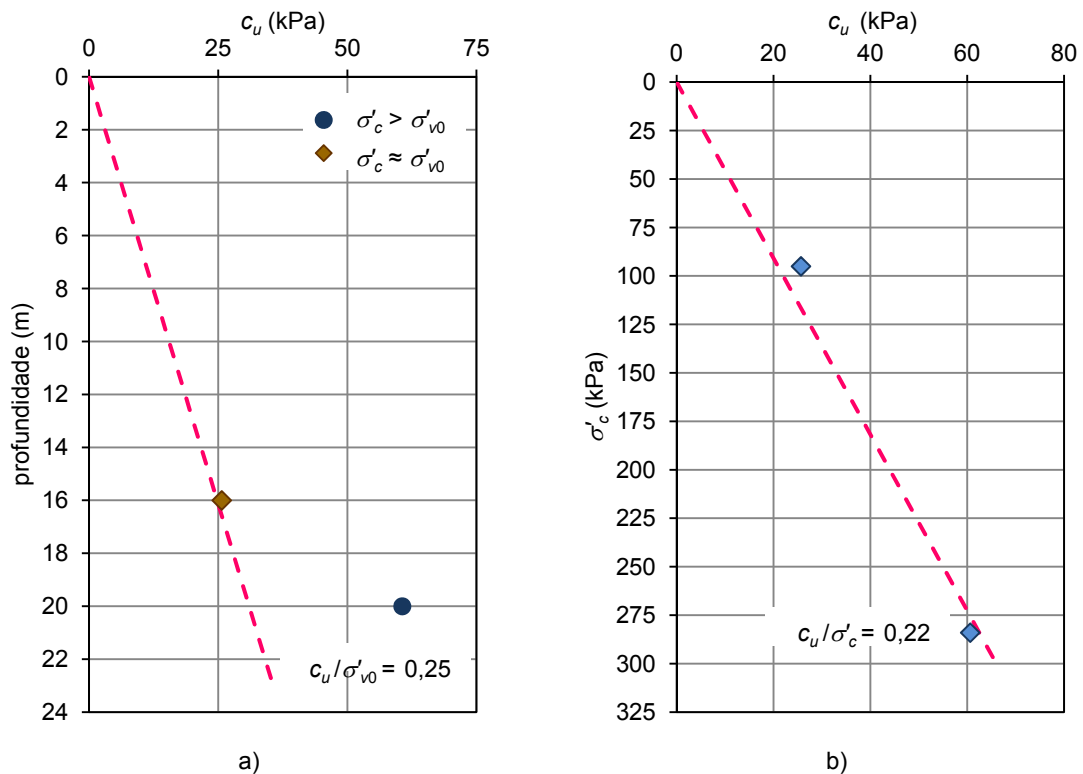 c_u (kPa)
0 25 50 75
0
2
4
6
8
10
12
14
16
18
20
22
24
profundidade (m)
σ'_c > σ'_v0
σ'_c ≈ σ'_v0
c_u/σ'_v0 = 0,25
a)
c_u (kPa)
0 20 40 60 80
0
25
50
75
100
125
150
175
200
225
250
275
300
325
σ'_c (kPa)
c_u/σ'_c = 0,22
b)